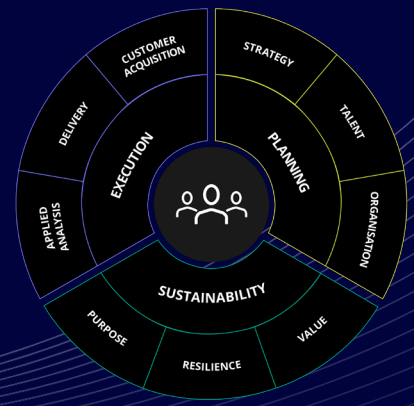 CUSTOMER
ACQUISITION
STRATEGY
DELIVERY
TALENT
EXECUTION
PLANNING
APPLIED
ANALYSIS
ORGANISATION
SUSTAINABILITY
PURPOSE
VALUE
RESILIENCE